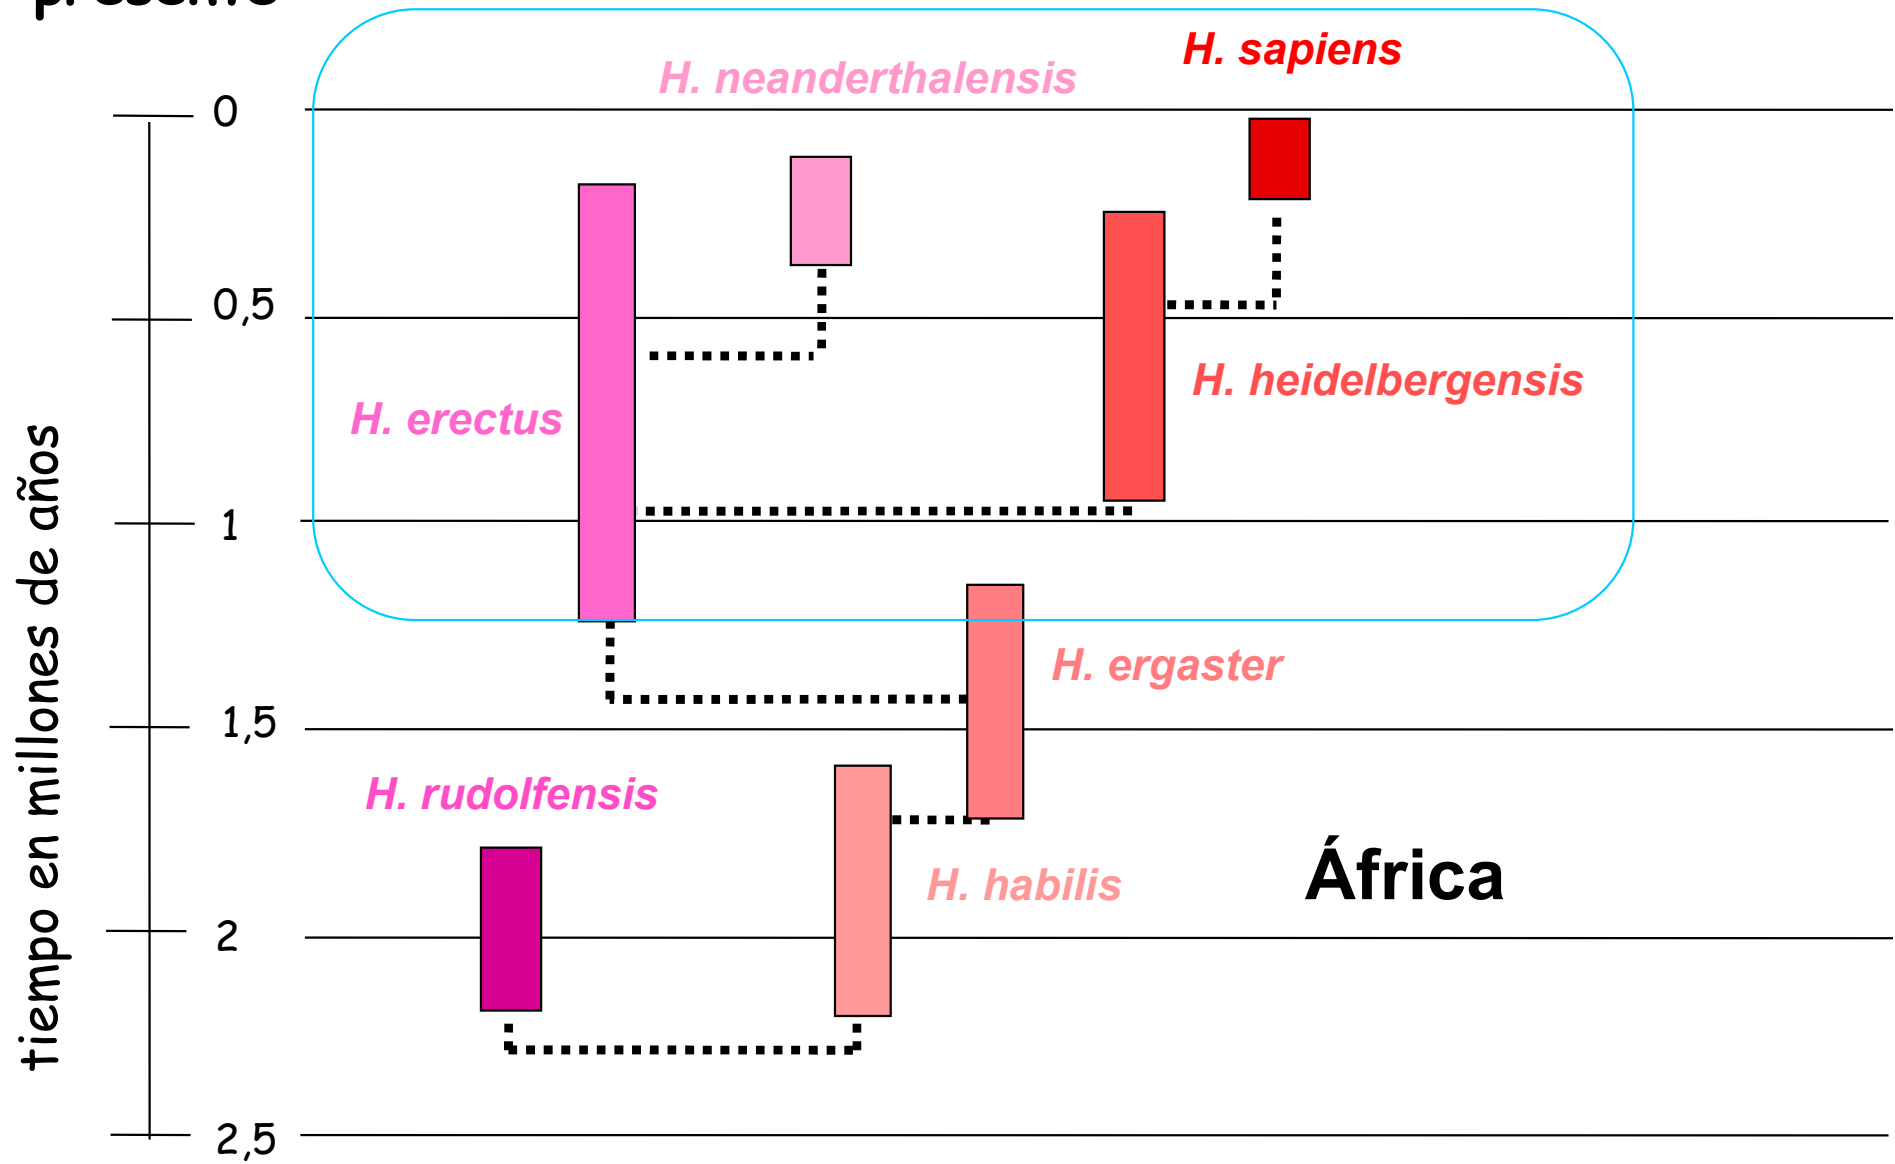 presente
H. sapiens
H. neanderthalensis
0
0,5
H. heidelbergensis
H. erectus
1
tiempo en millones de años
H. ergaster
1,5
H. rudolfensis
África
H. habilis
2
2,5